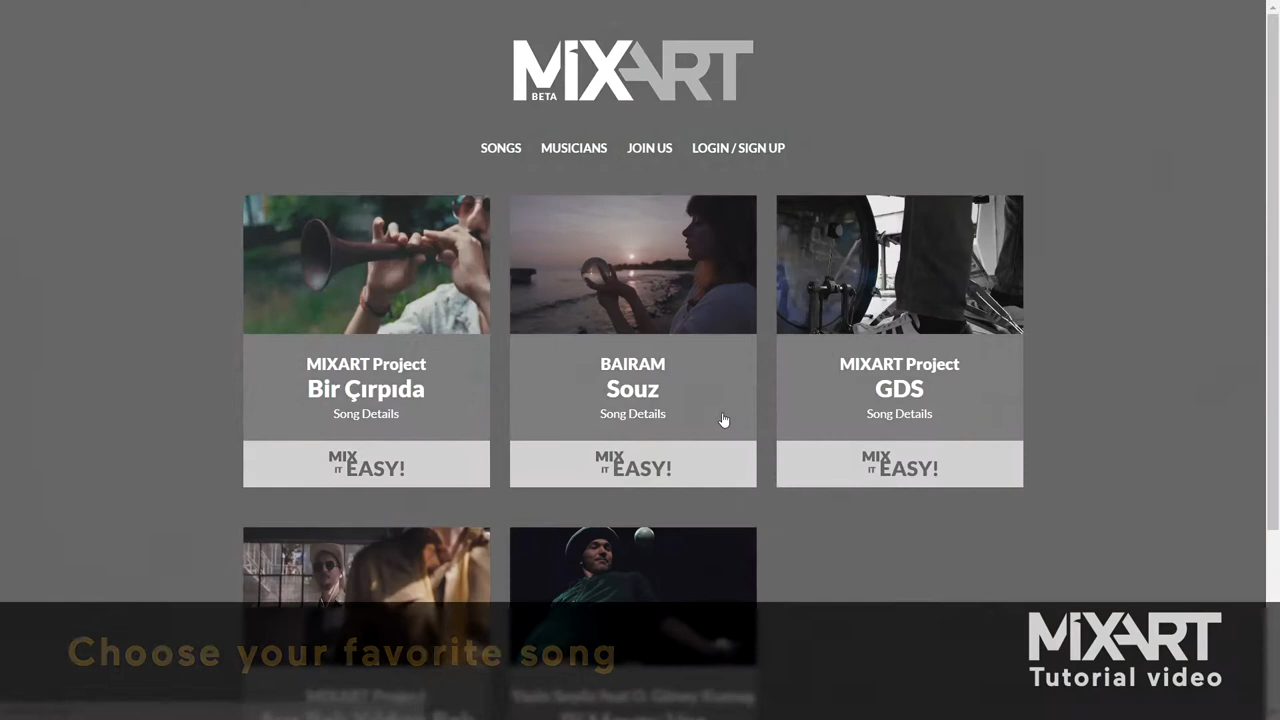 MiXART
BETA
SONGS MUSICIANS JOIN US LOGIN / SIGN UP
MIXART Project
Bir Çırpıda
Song Details
MIX IT EASY!
BAIRAM
Souz
Song Details
MIX IT EASY!
MIXART Project
GDS
Song Details
MIX IT EASY!
Choose your favorite song
MiXART
Tutorial video
MIXART Project